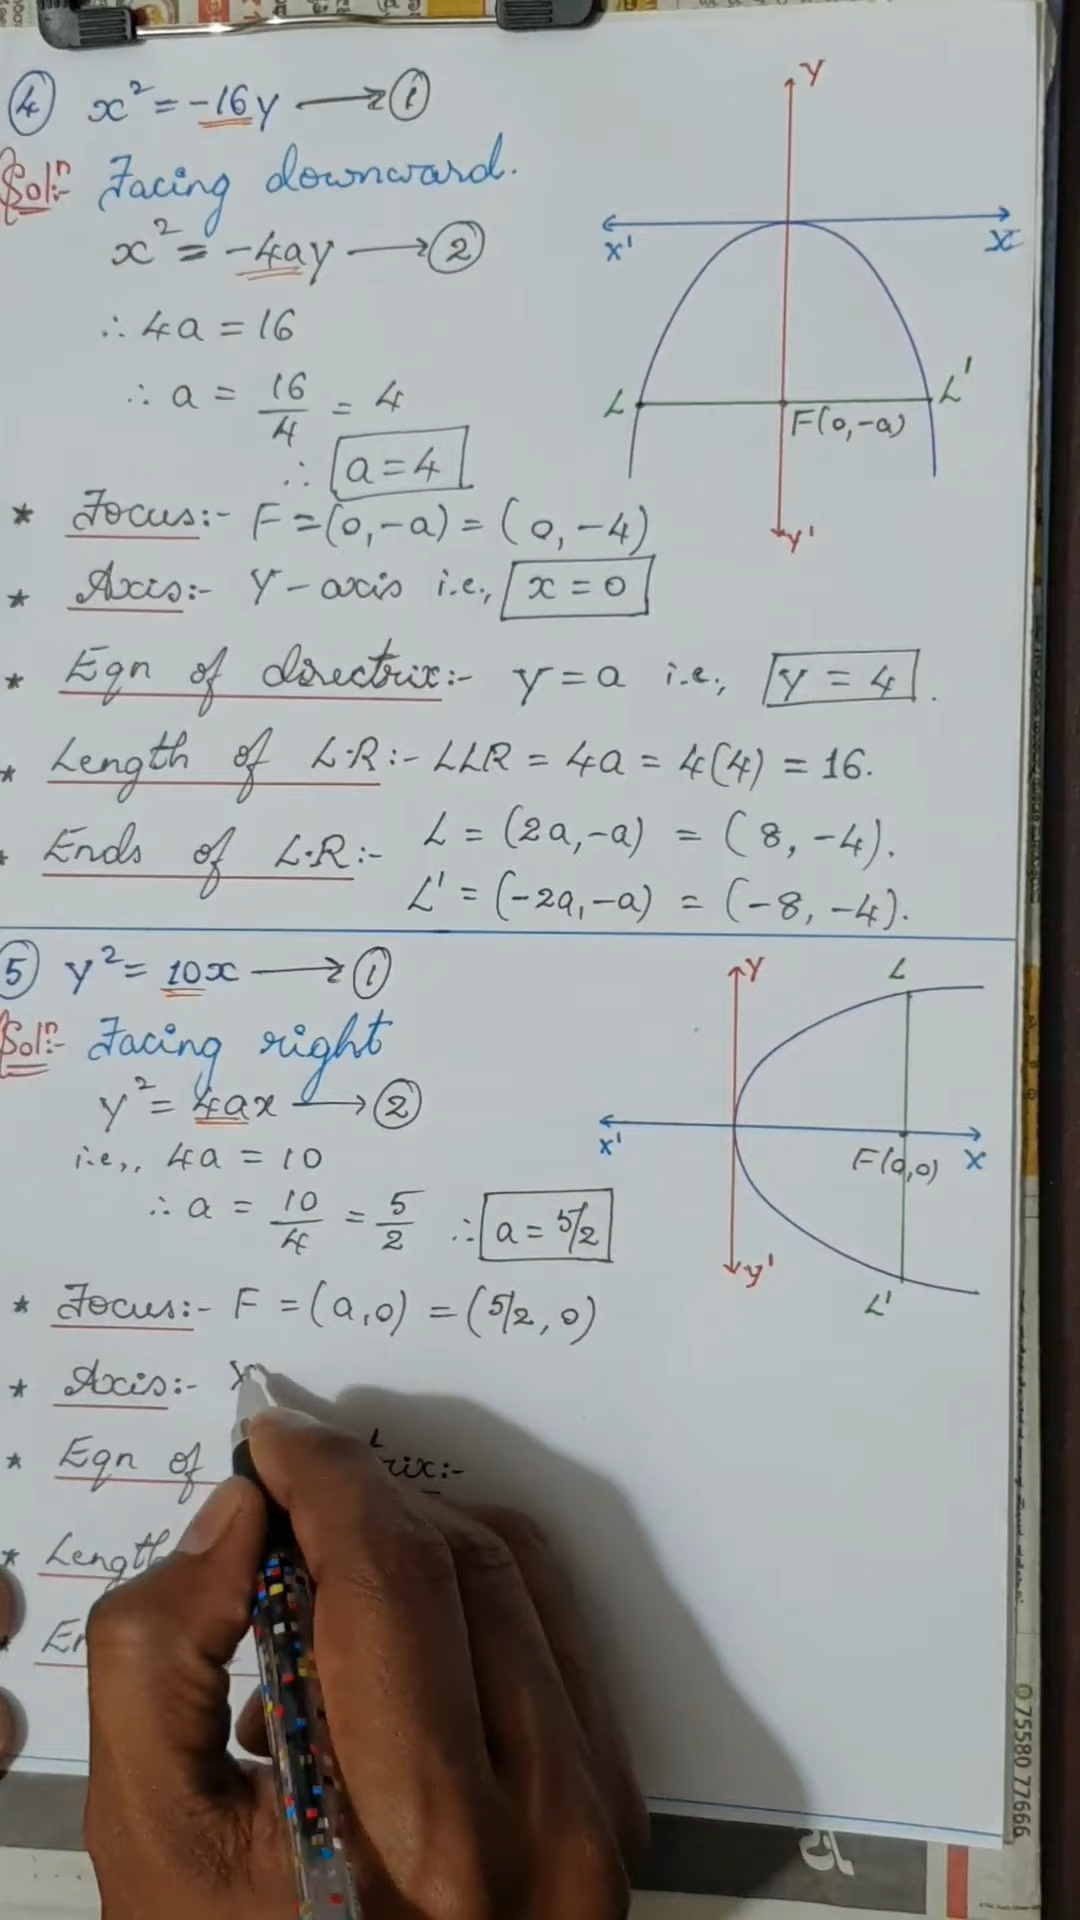 ④ x² = -16y ⟶ ①
Solⁿ:- Facing downward.
x² = -4ay ⟶ ②
∴ 4a = 16
∴ a = 16/4 = 4
∴ a = 4
Y
X'
X
L
L'
F(0,-a)
Y'
* Focus:- F = (0,-a) = (0, -4)
* Axis:- Y-axis i.e., x = 0
* Eqn of directrix:- y = a i.e., y = 4.
* Length of L.R:- LLR = 4a = 4(4) = 16.
* Ends of L.R:- L = (2a,-a) = (8, -4).
L' = (-2a,-a) = (-8, -4).
⑤ y² = 10x ⟶ ①
Solⁿ:- Facing right
y² = 4ax ⟶ ②
i.e., 4a = 10
∴ a = 10/4 = 5/2 ∴ a = 5/2
Y
L
X'
F(a,0)
X
Y'
L'
* Focus:- F = (a,0) = (5/2, 0)
* Axis:- X
* Eqn of rix:-
* Length
75580 77666